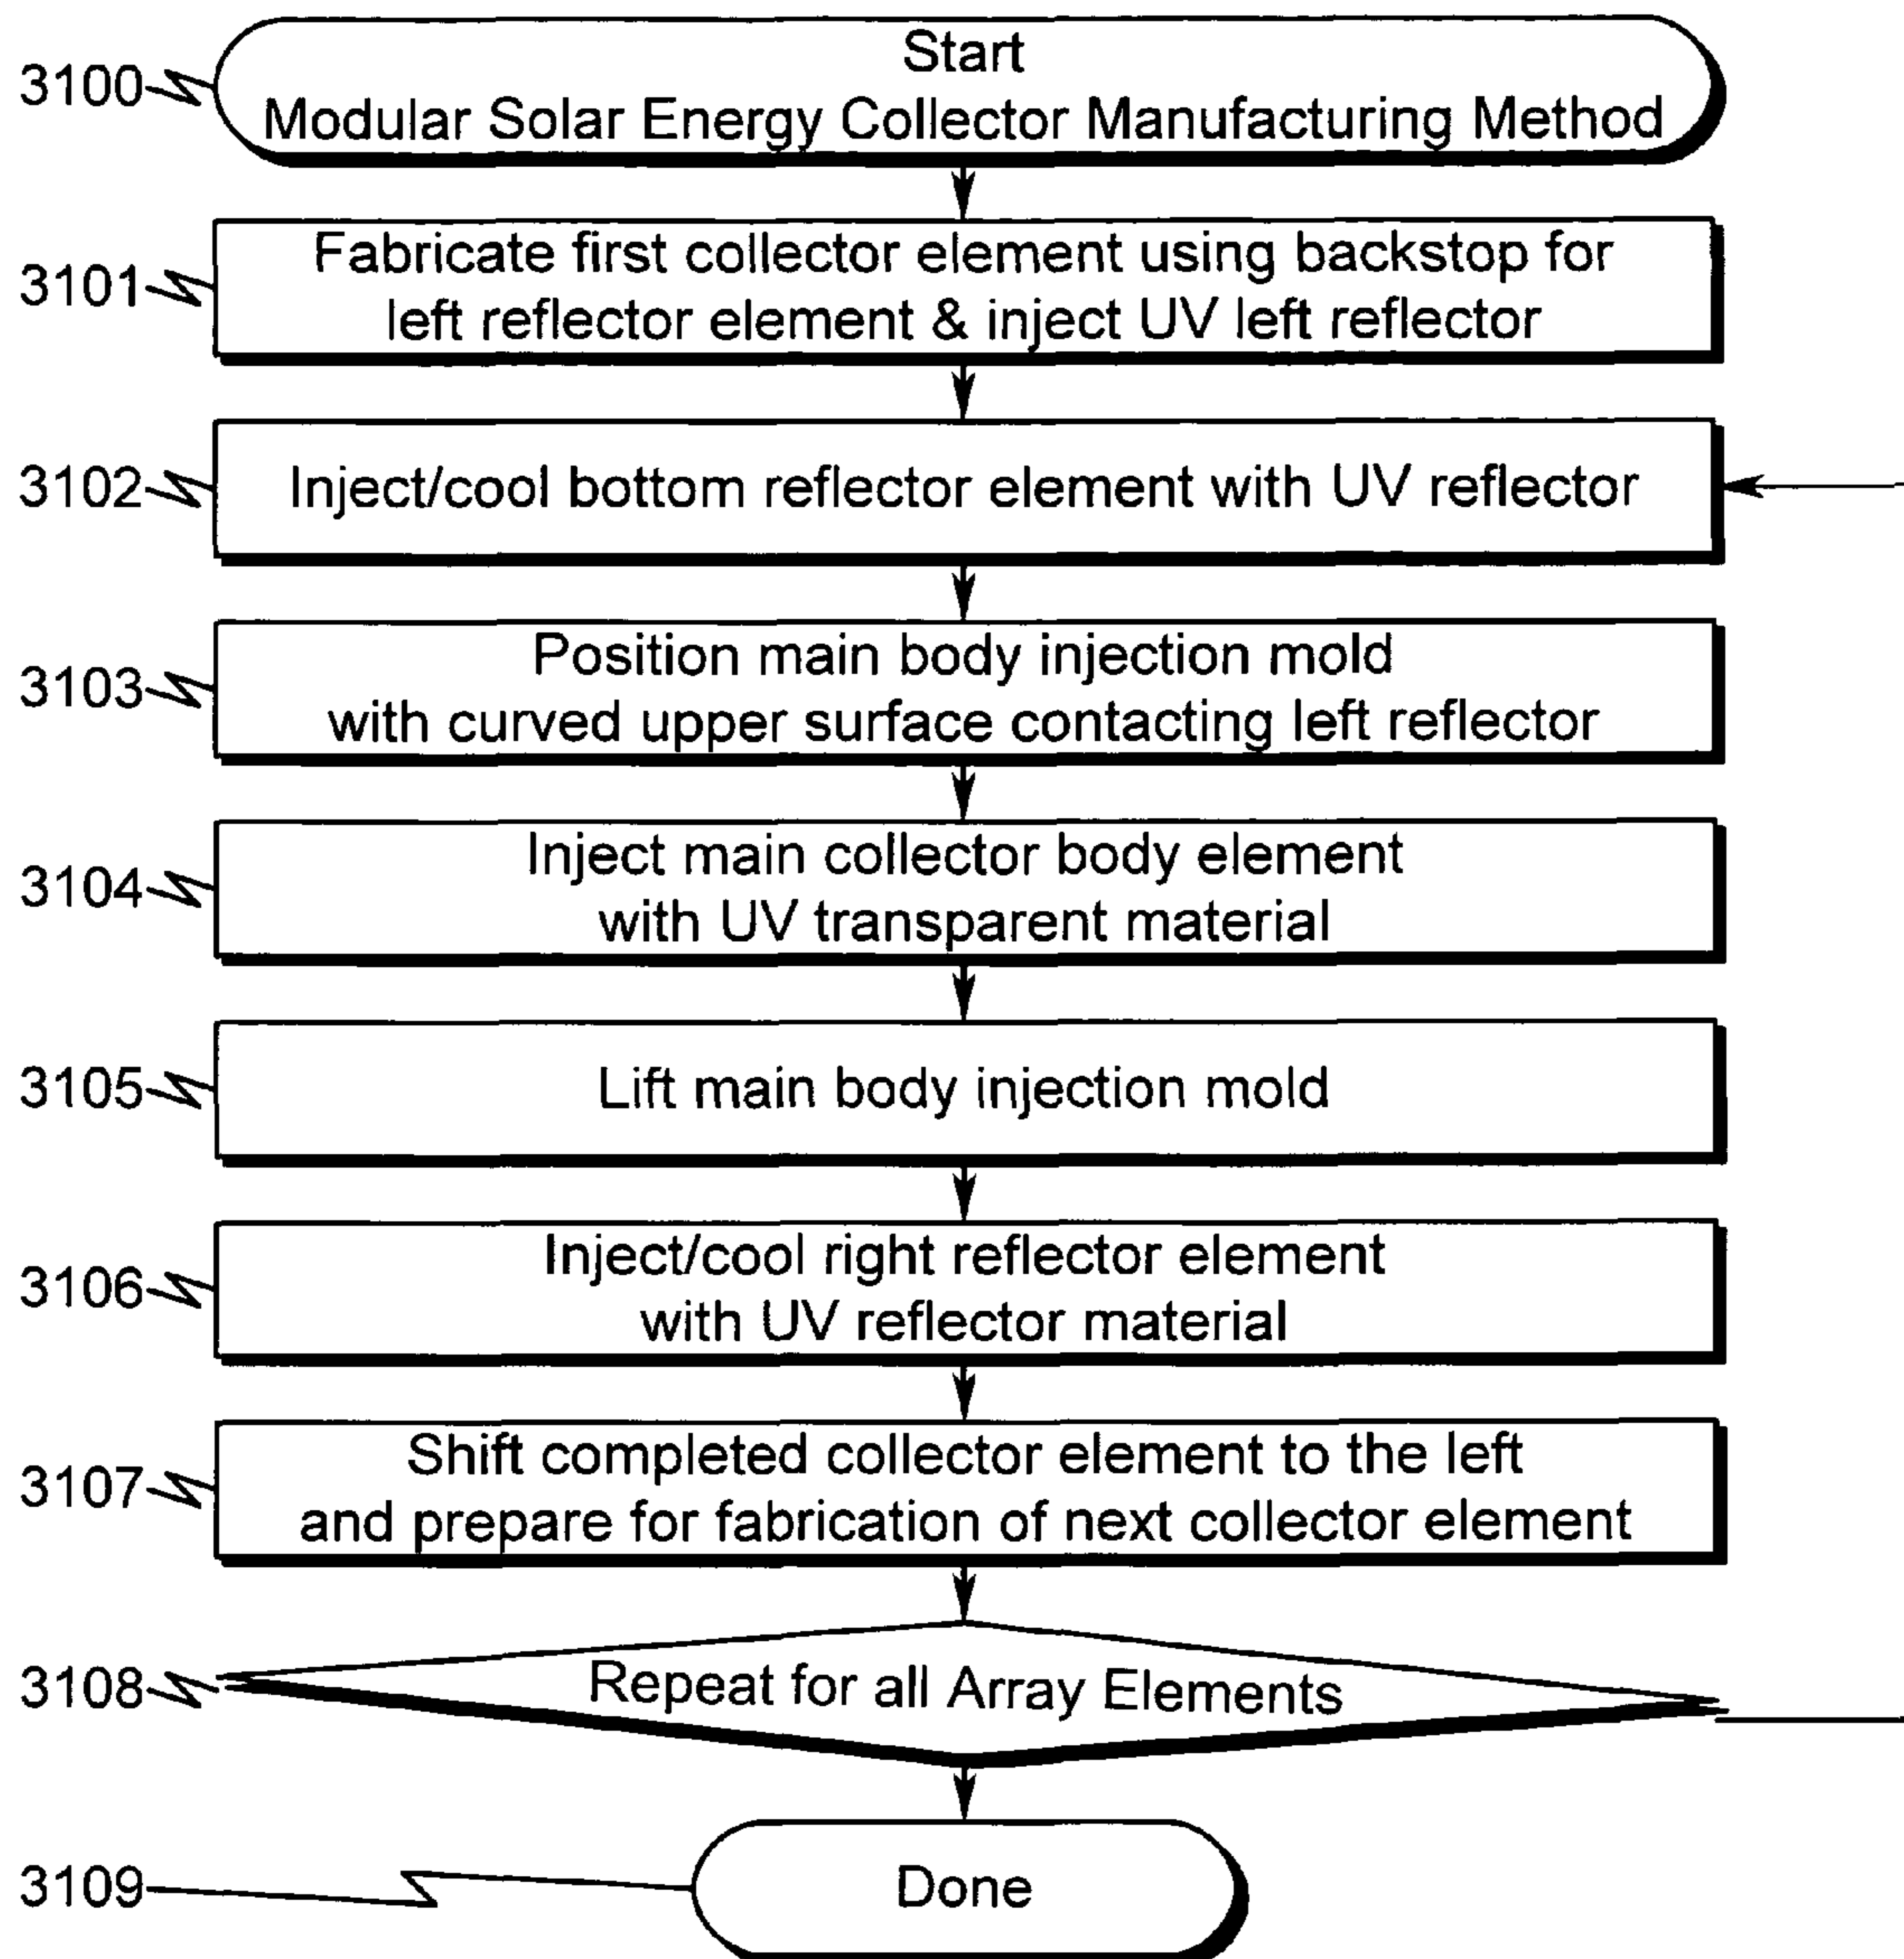 3100
Start
Modular Solar Energy Collector Manufacturing Method
3101
Fabricate first collector element using backstop for
left reflector element & inject UV left reflector
3102
Inject/cool bottom reflector element with UV reflector
3103
Position main body injection mold
with curved upper surface contacting left reflector
3104
Inject main collector body element
with UV transparent material
3105
Lift main body injection mold
3106
Inject/cool right reflector element
with UV reflector material
3107
Shift completed collector element to the left
and prepare for fabrication of next collector element
3108
Repeat for all Array Elements
3109
Done